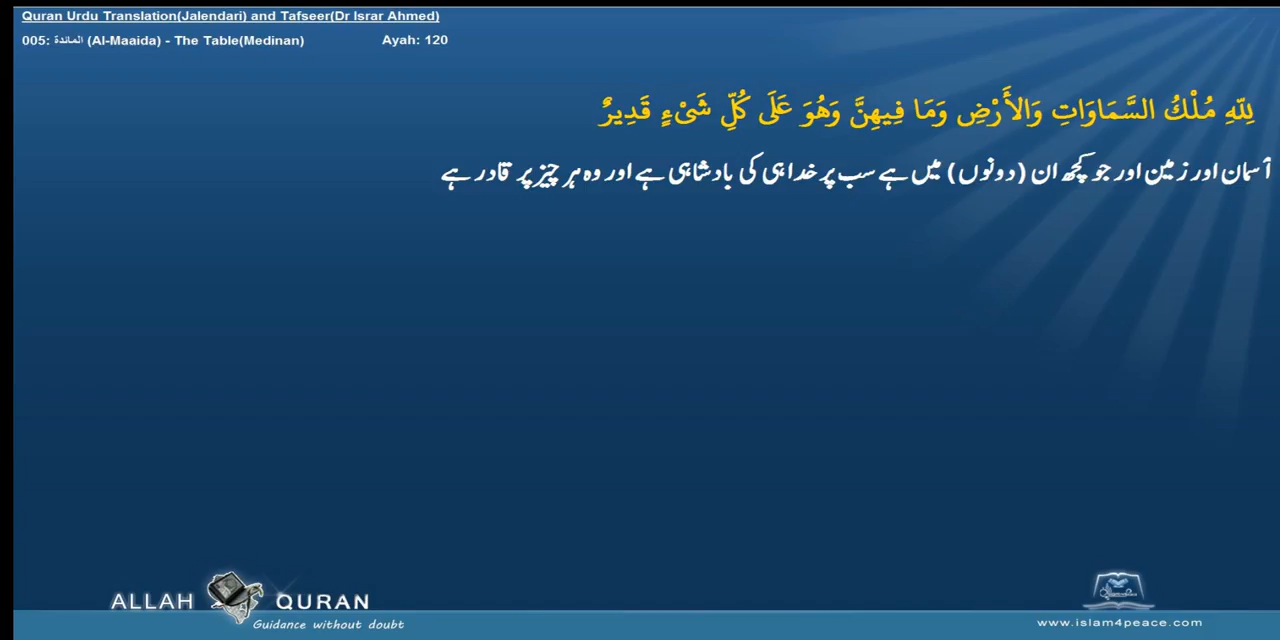 Quran Urdu Translation(Jalendari) and Tafseer(Dr Israr Ahmed)
005: المائدة (Al-Maaida) - The Table(Medinan) Ayah: 120
لِلّهِ مُلْكُ السَّمَاوَاتِ وَالأَرْضِ وَمَا فِيهِنَّ وَهُوَ عَلَى كُلِّ شَيْءٍ قَدِيرٌ
آسمان اور زمین اور جو کچھ ان (دونوں) میں ہے سب پر خدا ہی کی بادشاہی ہے اور وہ ہر چیز پر قادر ہے
ALLAH QURAN
Guidance without doubt
www.islam4peace.com